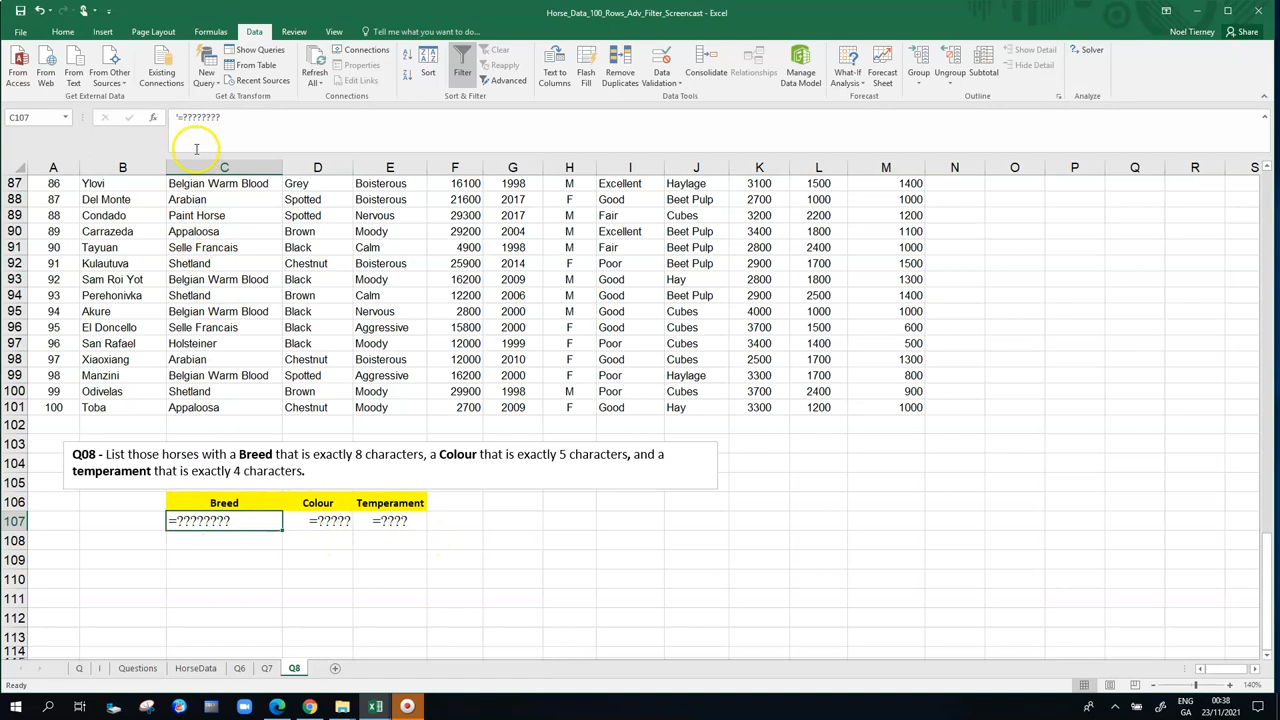 Horse_Data_100_Rows_Adv_Filter_Screencast - Excel
File Home Insert Page Layout Formulas Data Review View Tell me what you want to do Noel Tierney Share
From Access From Web From Text From Other Sources Existing Connections New Query Show Queries From Table Recent Sources Refresh All Connections Properties Edit Links Sort Filter Clear Reapply Advanced Text to Columns Flash Fill Remove Duplicates Data Validation Consolidate Relationships Manage Data Model What-If Analysis Forecast Sheet Group Ungroup Subtotal Show Detail Hide Detail Solver
Get External Data Get & Transform Connections Sort & Filter Data Tools Forecast Outline Analyze
C107 fx '=????????
A B C D E F G H I J K L M N O P Q R S
87 86 Ylovi Belgian Warm Blood Grey Boisterous 16100 1998 M Excellent Haylage 3100 1500 1400
88 87 Del Monte Arabian Spotted Boisterous 21600 2017 F Good Beet Pulp 2700 1000 1000
89 88 Condado Paint Horse Spotted Nervous 29300 2017 M Fair Cubes 3200 2200 1200
90 89 Carrazeda Appaloosa Brown Moody 29200 2004 M Excellent Beet Pulp 3400 1800 1100
91 90 Tayuan Selle Francais Black Calm 4900 1998 M Fair Beet Pulp 2800 2400 1000
92 91 Kulautuva Shetland Chestnut Boisterous 25900 2014 F Poor Beet Pulp 2900 1700 1500
93 92 Sam Roi Yot Belgian Warm Blood Black Moody 16200 2009 M Good Hay 2800 1800 1300
94 93 Perehonivka Shetland Brown Calm 12200 2006 M Good Beet Pulp 2900 2500 1400
95 94 Akure Belgian Warm Blood Black Nervous 2800 2000 M Good Cubes 4000 1000 1000
96 95 El Doncello Selle Francais Black Aggressive 15800 2000 F Good Cubes 3700 1500 600
97 96 San Rafael Holsteiner Black Moody 12000 1999 F Poor Cubes 3400 1400 500
98 97 Xiaoxiang Arabian Chestnut Boisterous 12000 2010 F Good Cubes 2500 1700 1300
99 98 Manzini Belgian Warm Blood Spotted Aggressive 16200 2000 F Poor Haylage 3300 1700 800
100 99 Odivelas Shetland Brown Moody 29900 1998 M Poor Cubes 3700 2400 900
101 100 Toba Appaloosa Chestnut Moody 2700 2009 F Good Hay 3300 1200 1000
102
103
Q08 - List those horses with a Breed that is exactly 8 characters, a Colour that is exactly 5 characters, and a
104
temperament that is exactly 4 characters.
105
106 Breed Colour Temperament
107 =???????? =????? =????
108
109
110
111
112
113
114
Q I Questions HorseData Q6 Q7 Q8
Ready 140%
ENG 00:38
GA 23/11/2021